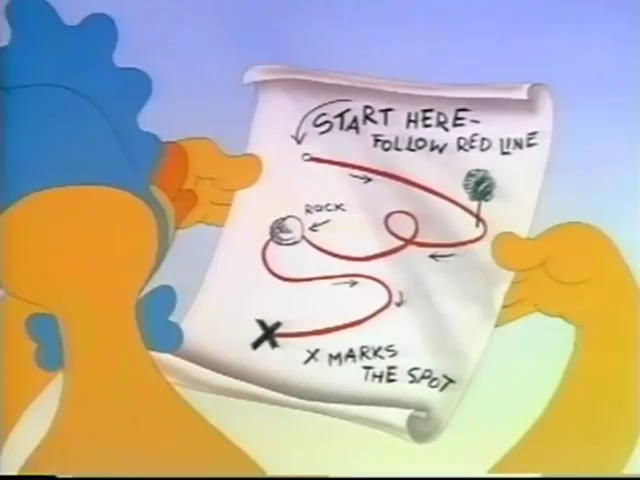 START HERE-
FOLLOW RED LINE
ROCK
X MARKS
THE SPOT